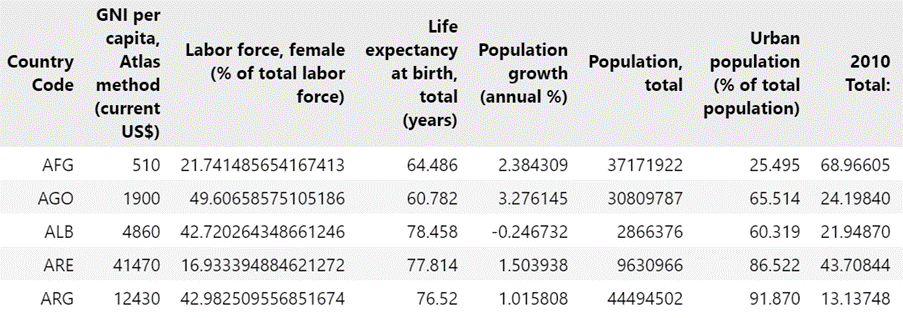 Country Code GNI per capita, Atlas method (current US$) Labor force, female (% of total labor force) Life expectancy at birth, total (years) Population growth (annual %) Population, total Urban population (% of total population) 2010 Total:
AFG 510 21.741485654167413 64.486 2.384309 37171922 25.495 68.96605
AGO 1900 49.60658575105186 60.782 3.276145 30809787 65.514 24.19840
ALB 4860 42.720264348661246 78.458 -0.246732 2866376 60.319 21.94870
ARE 41470 16.933394884621272 77.814 1.503938 9630966 86.522 43.70844
ARG 12430 42.982509556851674 76.52 1.015808 44494502 91.870 13.13748